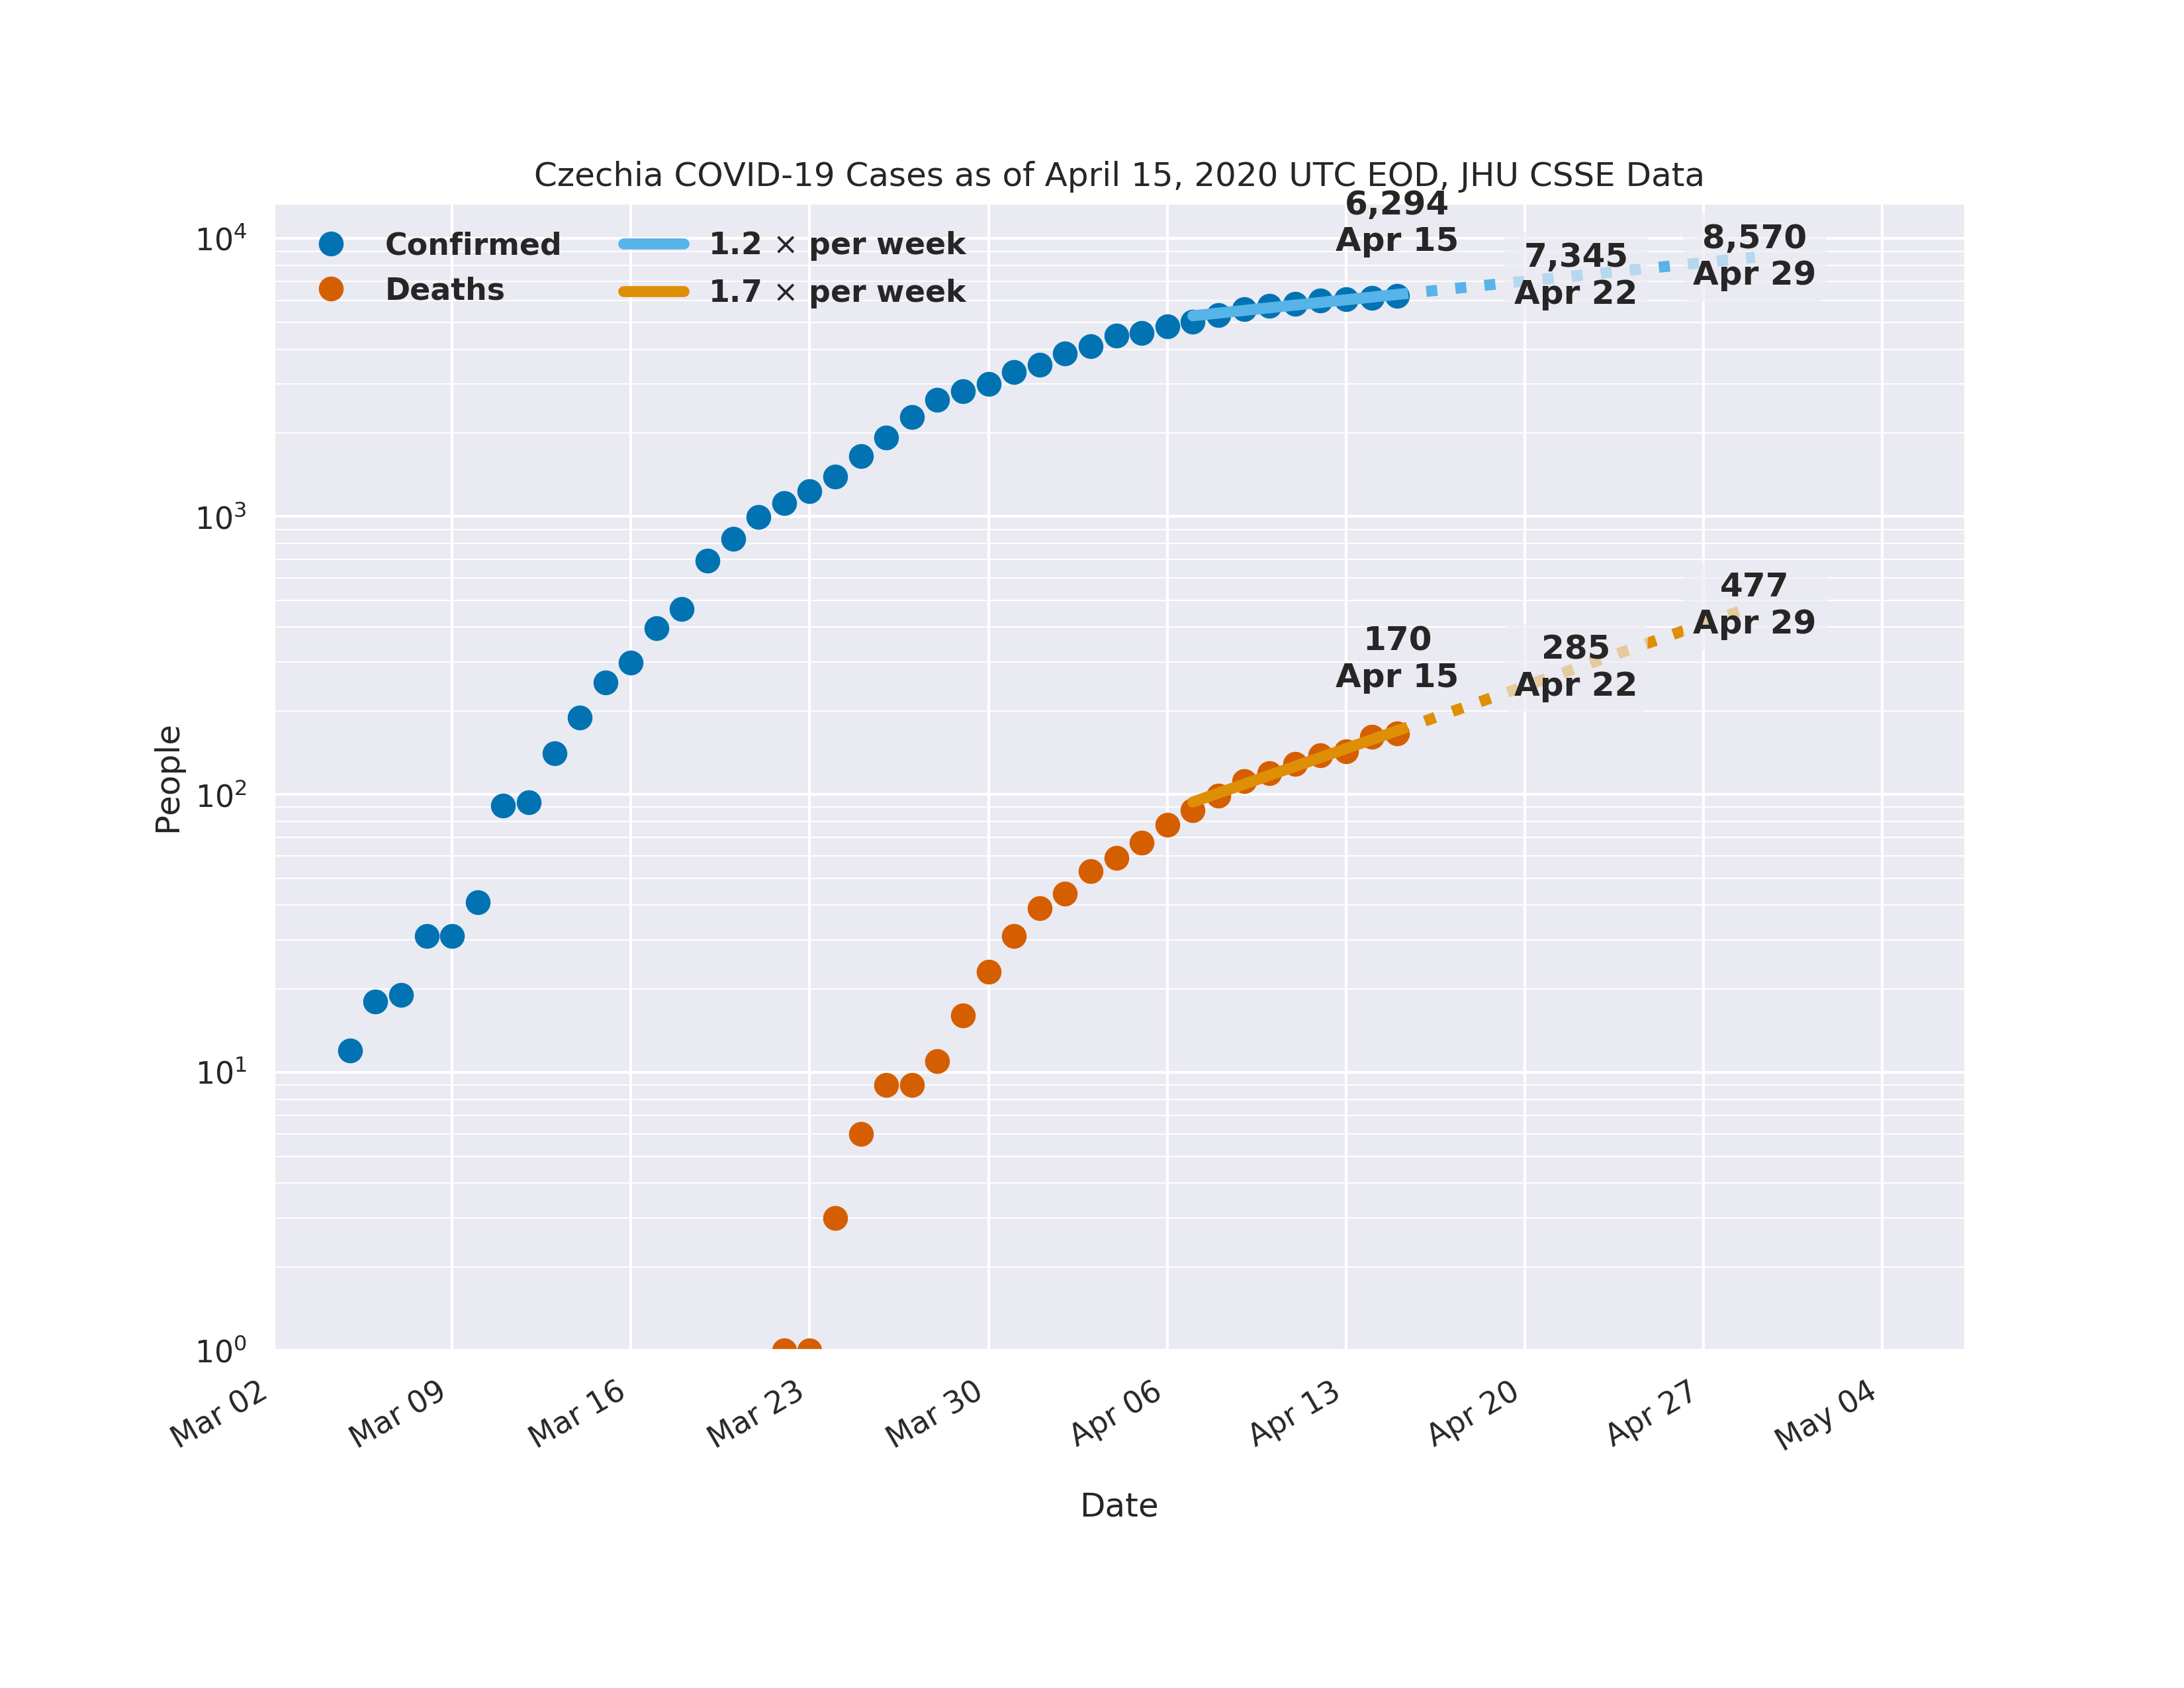 Czechia COVID-19 Cases as of April 15, 2020 UTC EOD, JHU CSSE Data
Confirmed
Deaths
1.2 × per week
1.7 × per week
6,294
Apr 15
7,345
Apr 22
8,570
Apr 29
170
Apr 15
285
Apr 22
477
Apr 29
People
10⁴
10³
10²
10¹
10⁰
Mar 02
Mar 09
Mar 16
Mar 23
Mar 30
Apr 06
Apr 13
Apr 20
Apr 27
May 04
Date